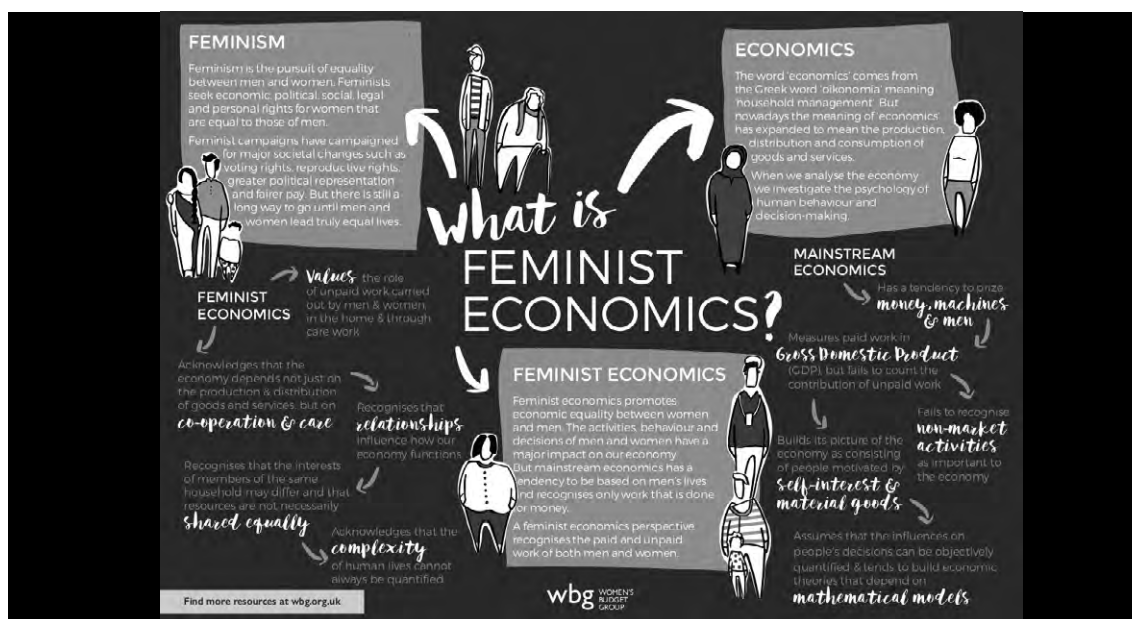 FEMINISM
Feminism is the pursuit of equality
between men and women. Feminists
seek economic, political, social, legal
and personal rights for women that
are equal to those of men.
Feminist campaigns have campaigned
for major societal changes such as
voting rights, reproductive rights,
greater political representation
and fairer pay. But there is still a
long way to go until men and
women lead truly equal lives.
ECONOMICS
The word 'economics' comes from
the Greek word 'oikonomia' meaning
'household management'. But
nowadays the meaning of 'economics'
has expanded to mean the production,
distribution and consumption of
goods and services.
When we analyse the economy
we investigate the psychology of
human behaviour and
decision-making.
What is
FEMINIST
ECONOMICS?
FEMINIST
ECONOMICS
Values the role
of unpaid work carried
out by men & women
in the home & through
care work
Acknowledges that the
economy depends not just on
the production & distribution
of goods and services, but on
co-operation & care
Recognises that
relationships
influence how our
economy functions
Recognises that the interests
of members of the same
household may differ and that
resources are not necessarily
shared equally
Acknowledges that the
complexity
of human lives cannot
always be quantified
FEMINIST ECONOMICS
Feminist economics promotes
economic equality between women
and men. The activities, behaviour and
decisions of men and women have a
major impact on our economy.
But mainstream economics has a
tendency to be based on men's lives
and recognises only work that is done
for money.
A feminist economics perspective
recognises the paid and unpaid
work of both men and women.
MAINSTREAM
ECONOMICS
Has a tendency to prize
money, machines
& men
Measures paid work in
Gross Domestic Product
(GDP), but fails to count the
contribution of unpaid work
Fails to recognise
non-market
activities
as important to
the economy
Builds its picture of the
economy as consisting
of people motivated by
self-interest &
material goods
Assumes that the influences on
people's decisions can be objectively
quantified & tends to build economic
theories that depend on
mathematical models
Find more resources at wbg.org.uk
wbg WOMEN'S
BUDGET
GROUP